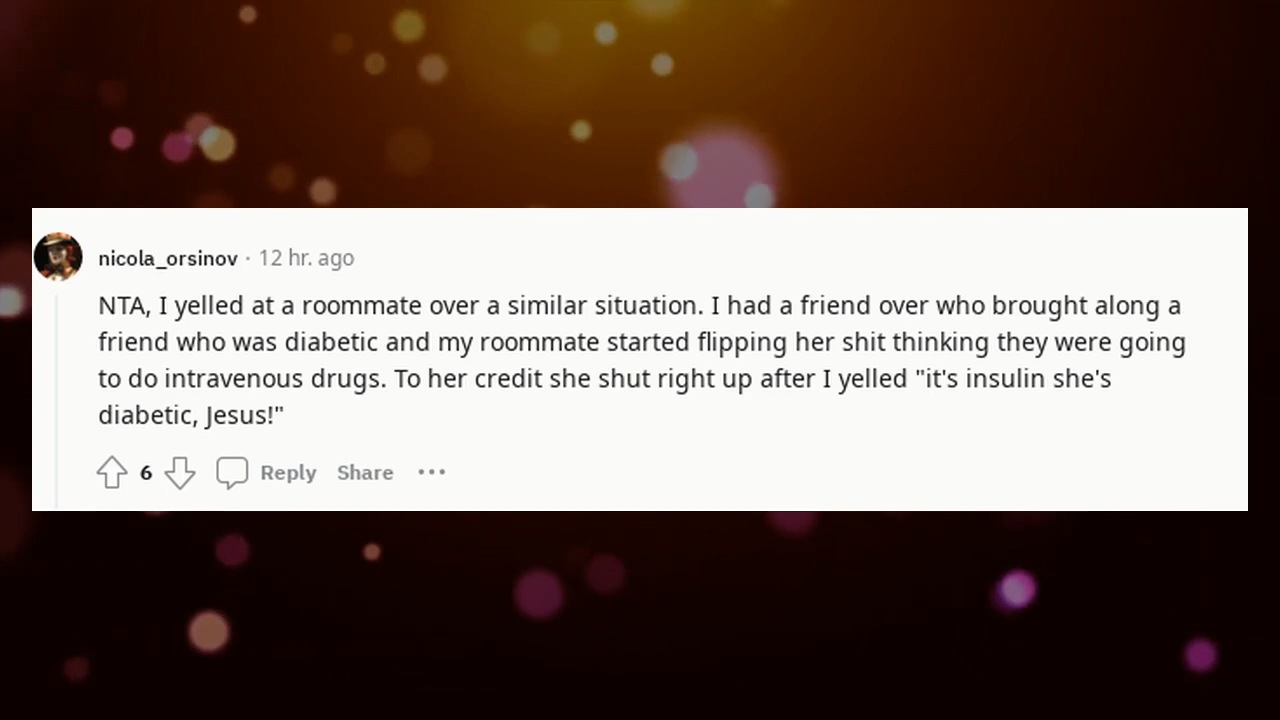 nicola_orsinov · 12 hr. ago
NTA, I yelled at a roommate over a similar situation. I had a friend over who brought along a
friend who was diabetic and my roommate started flipping her shit thinking they were going
to do intravenous drugs. To her credit she shut right up after I yelled "it's insulin she's
diabetic, Jesus!"
6 Reply Share •••